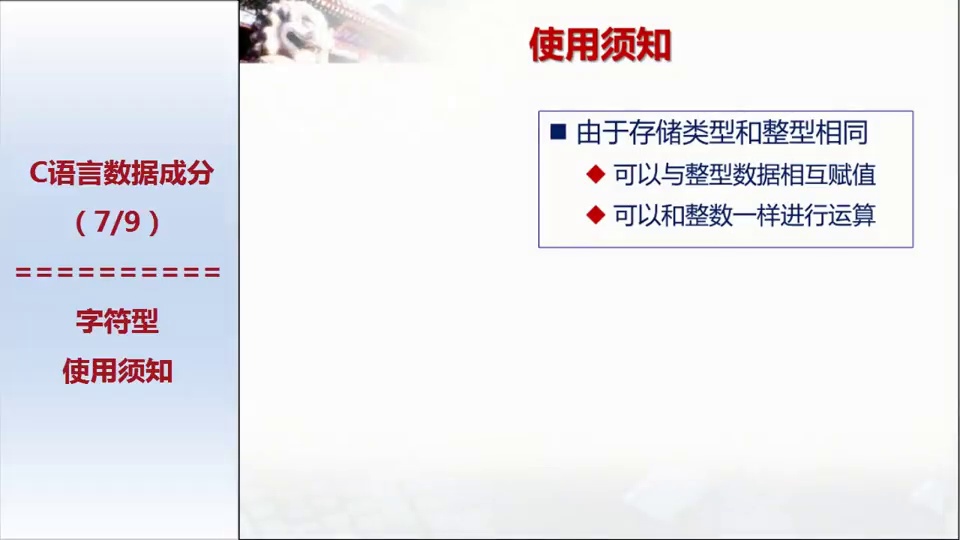 使用须知
C语言数据成分
（7/9）
==========
字符型
使用须知
■ 由于存储类型和整型相同
◆ 可以与整型数据相互赋值
◆ 可以和整数一样进行运算